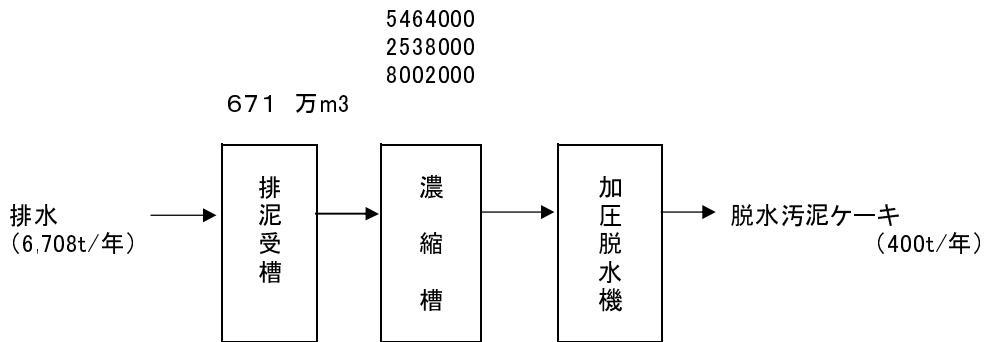 5464000
2538000
8002000
６７１　万m3
排水
（6,708t/年）
排泥受槽
濃縮槽
加圧脱水機
脱水汚泥ケーキ
（400t/年）